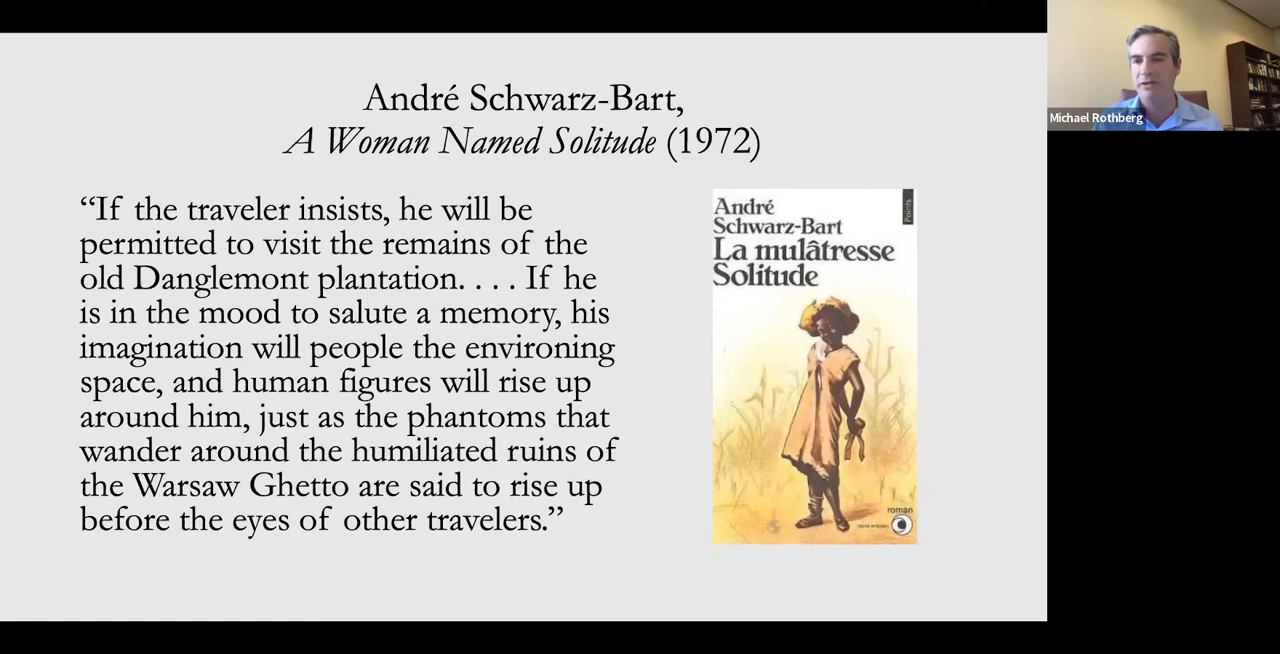 André Schwarz-Bart,
A Woman Named Solitude (1972)
“If the traveler insists, he will be
permitted to visit the remains of the
old Danglemont plantation. . . . If he
is in the mood to salute a memory, his
imagination will people the environing
space, and human figures will rise up
around him, just as the phantoms that
wander around the humiliated ruins of
the Warsaw Ghetto are said to rise up
before the eyes of other travelers.”
André
Schwarz-Bart
La mulâtresse
Solitude
Points
roman
texte intégral
Michael Rothberg